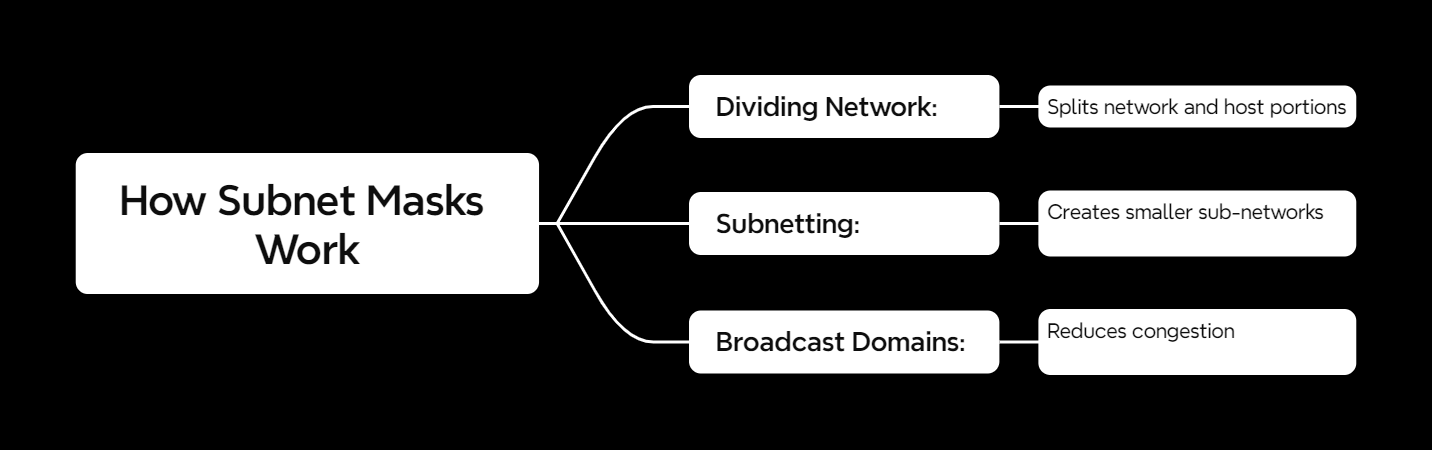 How Subnet Masks
Work
Dividing Network:
Splits network and host portions
Subnetting:
Creates smaller sub-networks
Broadcast Domains:
Reduces congestion